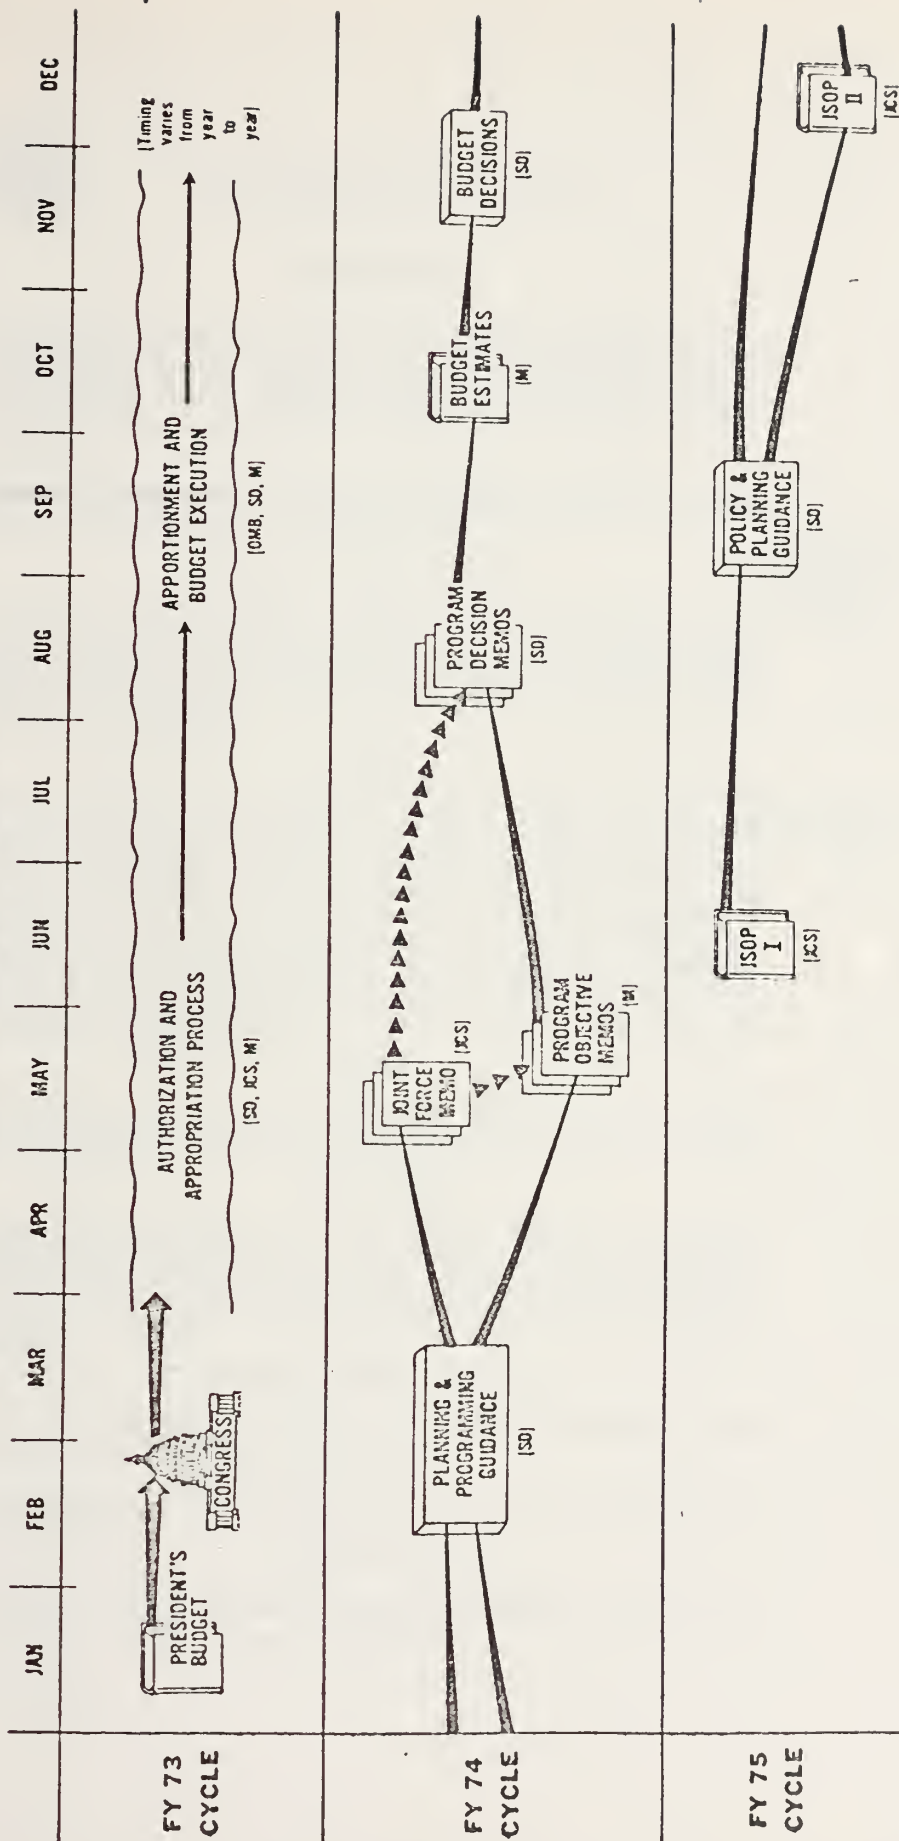 JAN
FEB
MAR
APR
MAY
JUN
JUL
AUG
SEP
OCT
NOV
DEC
FY 73
CYCLE
PRESIDENT'S
BUDGET
CONGRESS
AUTHORIZATION AND
APPROPRIATION PROCESS
[SD, JCS, M]
APPORTIONMENT AND
BUDGET EXECUTION
[OMB, SD, M]
[Timing
varies
from
year
to
year]
FY 74
CYCLE
PLANNING &
PROGRAMMING
GUIDANCE
[SD]
JOINT
FORCE
MEMO
[JCS]
PROGRAM
OBJECTIVE
MEMOS
[M]
PROGRAM
DECISION
MEMOS
[SD]
BUDGET
ESTIMATES
[M]
BUDGET
DECISIONS
[SD]
FY 75
CYCLE
JSOP
I
[JCS]
POLICY &
PLANNING
GUIDANCE
[SD]
JSOP
II
[JCS]